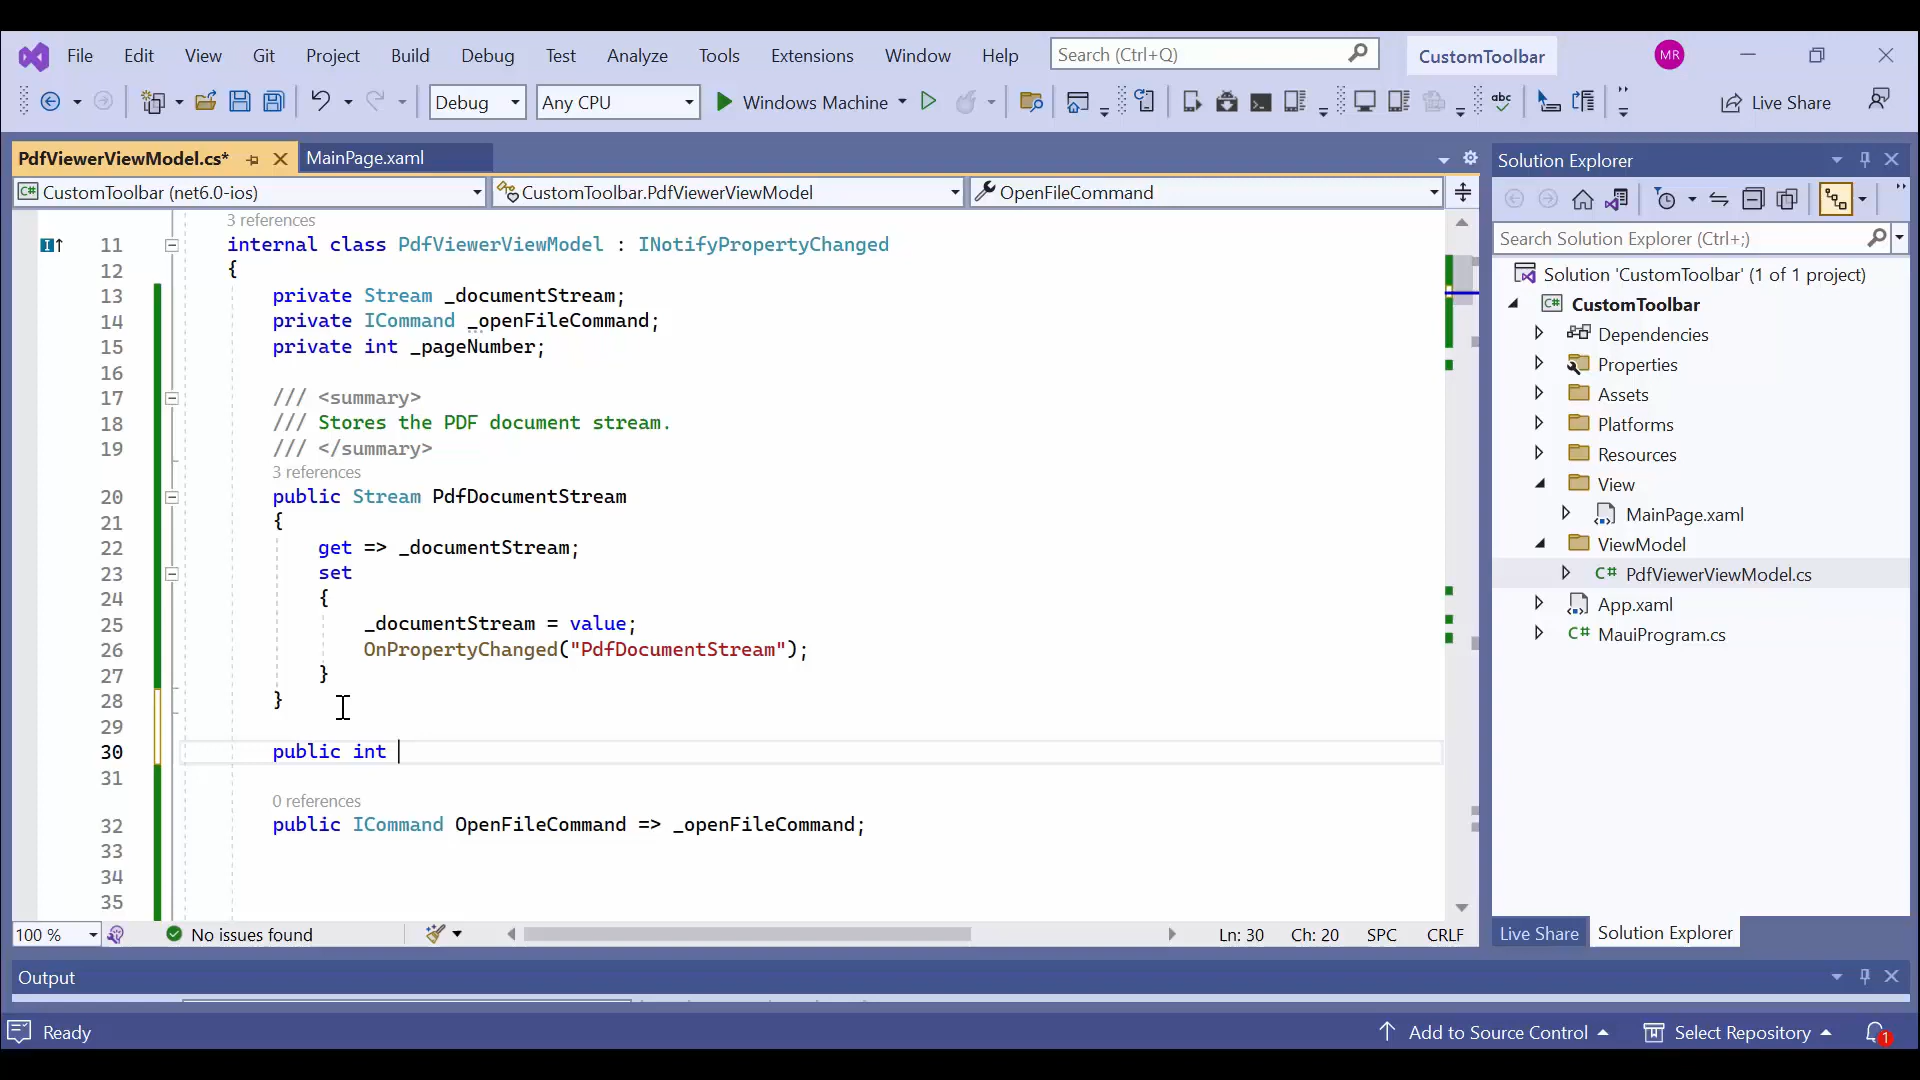 File Edit View Git Project Build Debug Test Analyze Tools Extensions Window Help Search (Ctrl+Q) CustomToolbar MR
Debug Any CPU Windows Machine abc Live Share
PdfViewerViewModel.cs* MainPage.xaml
CustomToolbar (net6.0-ios) CustomToolbar.PdfViewerViewModel OpenFileCommand
3 references
11 internal class PdfViewerViewModel : INotifyPropertyChanged
12 {
13 private Stream _documentStream;
14 private ICommand _openFileCommand;
15 private int _pageNumber;
16
17 /// <summary>
18 /// Stores the PDF document stream.
19 /// </summary>
3 references
20 public Stream PdfDocumentStream
21 {
22 get => _documentStream;
23 set
24 {
25 _documentStream = value;
26 OnPropertyChanged("PdfDocumentStream");
27 }
28 }
29
30 public int
31
0 references
32 public ICommand OpenFileCommand => _openFileCommand;
33
34
35
100 % No issues found Ln: 30 Ch: 20 SPC CRLF
Solution Explorer
Search Solution Explorer (Ctrl+;)
Solution 'CustomToolbar' (1 of 1 project)
C# CustomToolbar
Dependencies
Properties
Assets
Platforms
Resources
View
MainPage.xaml
ViewModel
C# PdfViewerViewModel.cs
App.xaml
C# MauiProgram.cs
Live Share Solution Explorer
Output
Ready Add to Source Control Select Repository 1